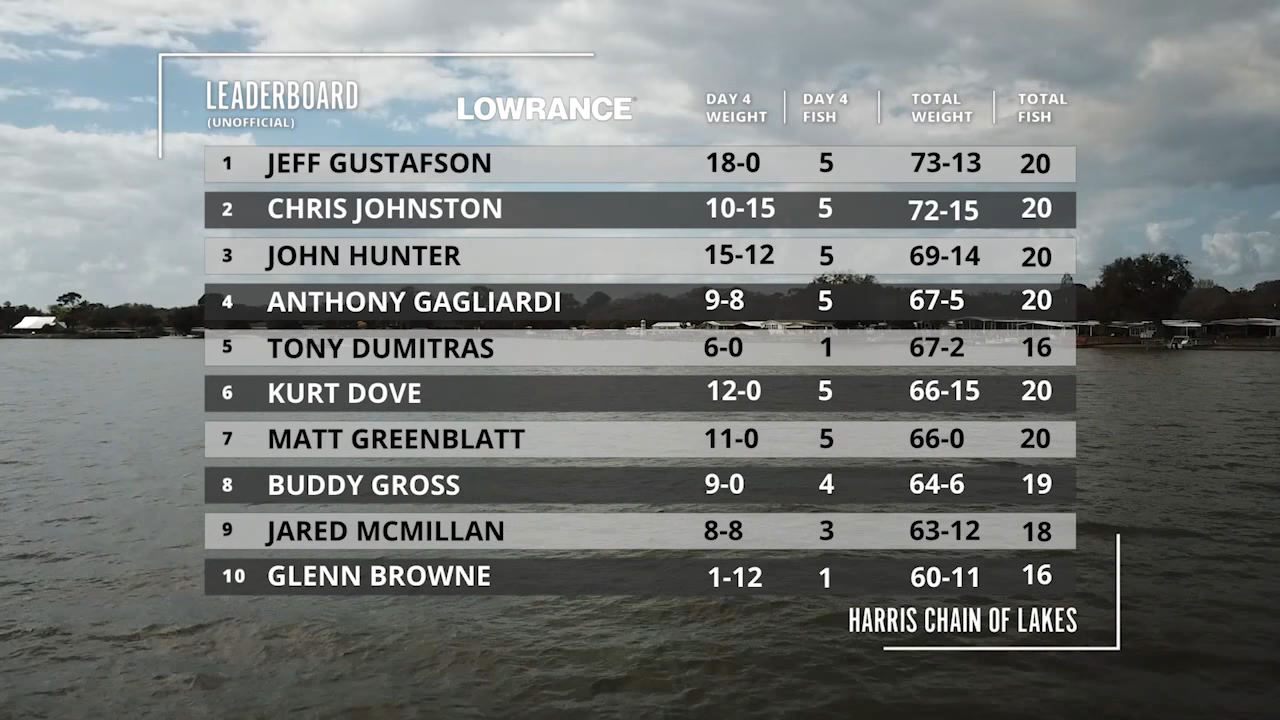 LEADERBOARD
(UNOFFICIAL)
LOWRANCE
DAY 4 WEIGHT | DAY 4 FISH | TOTAL WEIGHT | TOTAL FISH
1 JEFF GUSTAFSON 18-0 5 73-13 20
2 CHRIS JOHNSTON 10-15 5 72-15 20
3 JOHN HUNTER 15-12 5 69-14 20
4 ANTHONY GAGLIARDI 9-8 5 67-5 20
5 TONY DUMITRAS 6-0 1 67-2 16
6 KURT DOVE 12-0 5 66-15 20
7 MATT GREENBLATT 11-0 5 66-0 20
8 BUDDY GROSS 9-0 4 64-6 19
9 JARED MCMILLAN 8-8 3 63-12 18
10 GLENN BROWNE 1-12 1 60-11 16
HARRIS CHAIN OF LAKES